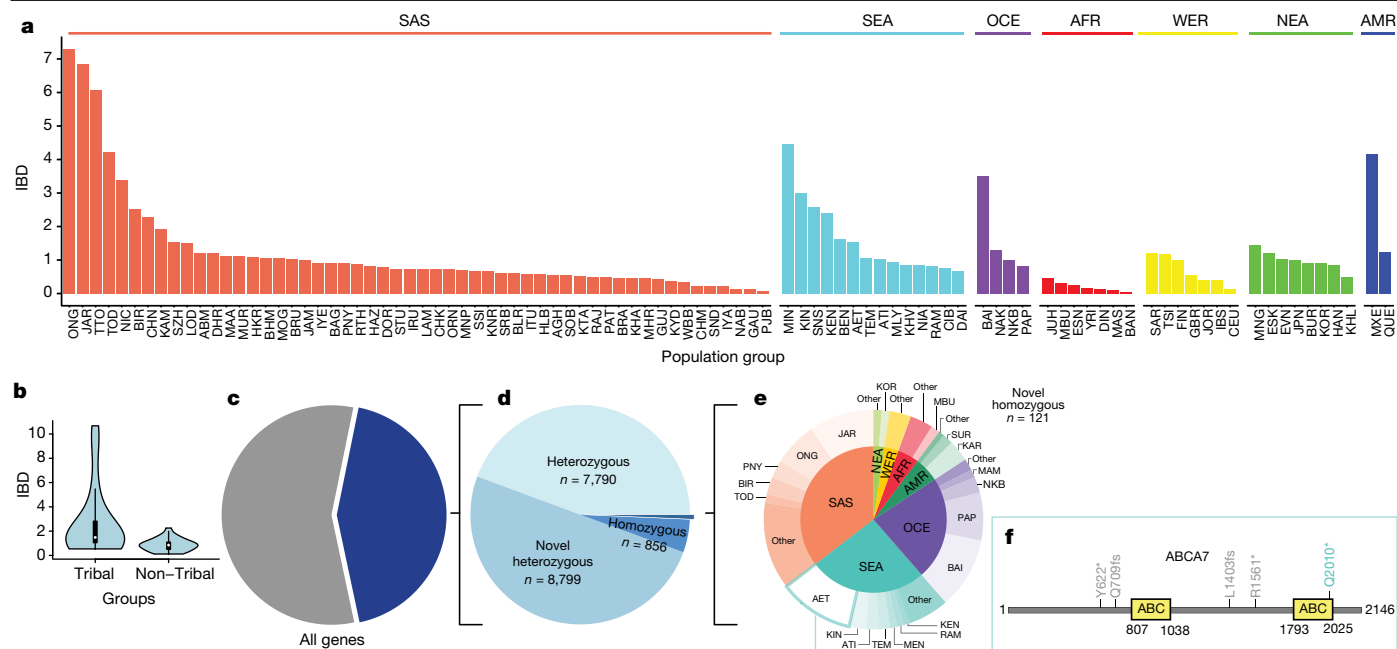 a
SAS SEA OCE AFR WER NEA AMR
IBD
7
6
5
4
3
2
1
0
ONG JAR TTO TOD NIC BIR CHN KAM SZH LOD ABM DHR MAA MUR HKR BHM MOG BRU JAM IYE BAG PNY RTH HAZ DOR STU IRU LAM CHK ORN MNP SSI KNR SRB BLR ITU HLB AGH SOB KTA RAJ PAT BRA KHA MHR GUJ KYD WBB CHM SND IYA NAB GAU PJB
MIN KIN SNS KEN BEN AET TEM ATI MLY KHV NIA RAM CIB DAI
BAI NAK NKB PAP
JUH MBU ESN YRI DIN MAS BAN
SAR TSI FIN GBR JOR IBS CEU
MNG ESK EVN JPN BUR KOR HAN KHL
MXE QUE
Population group
b
IBD
10
8
6
4
2
0
Tribal Non–Tribal
Groups
c
All genes
d
Heterozygous
n = 7,790
Homozygous
n = 856
Novel
heterozygous
n = 8,799
e
Novel
homozygous
n = 121
SAS
NEA
WER
AFR
AMR
OCE
SEA
Other
KOR
Other
Other
MBU
Other
SUR
KAR
Other
MAM
NKB
PAP
BAI
Other
KEN
RAM
MEN
TEM
ATI
KIN
AET
Other
TOD
BIR
PNY
ONG
JAR
f
ABCA7
Y622*
Q709fs
L1403fs
R1561*
Q2010*
1 ABC ABC 2146
807 1038 1793 2025